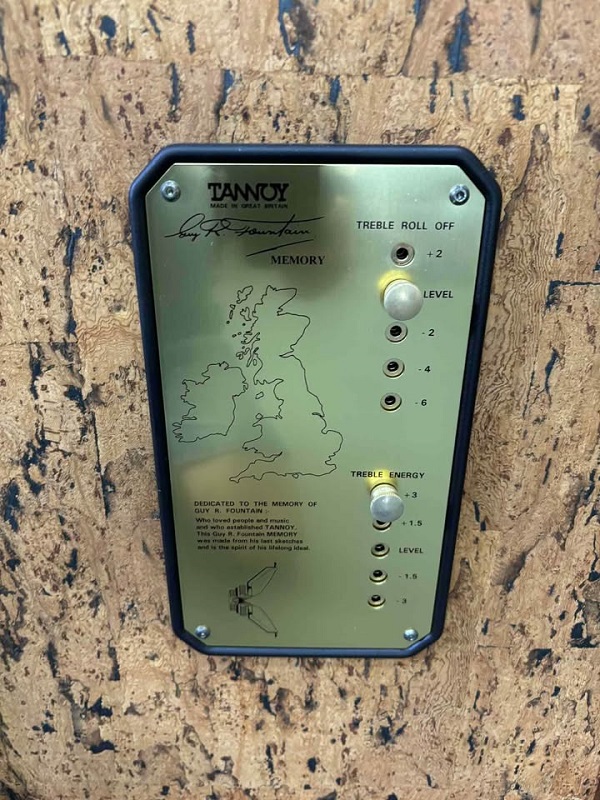 TANNOY
MADE IN GREAT BRITAIN
Guy R. Fountain
MEMORY
TREBLE ROLL OFF
+2
LEVEL
-2
-4
-6
TREBLE ENERGY
+3
+1.5
LEVEL
-1.5
-3
DEDICATED TO THE MEMORY OF
GUY R. FOUNTAIN :-
Who loved people and music
and who established TANNOY.
This Guy R. Fountain MEMORY
was made from his last sketches
and is the spirit of his lifelong ideal.